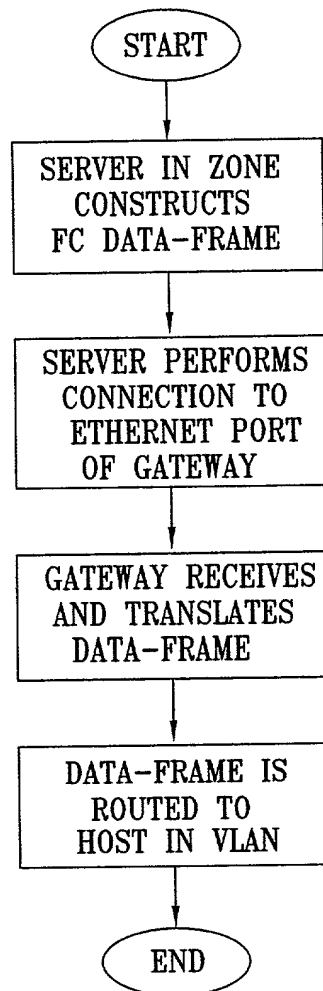 START
SERVER IN ZONE
CONSTRUCTS
FC DATA-FRAME
SERVER PERFORMS
CONNECTION TO
ETHERNET PORT
OF GATEWAY
GATEWAY RECEIVES
AND TRANSLATES
DATA-FRAME
DATA-FRAME IS
ROUTED TO
HOST IN VLAN
END